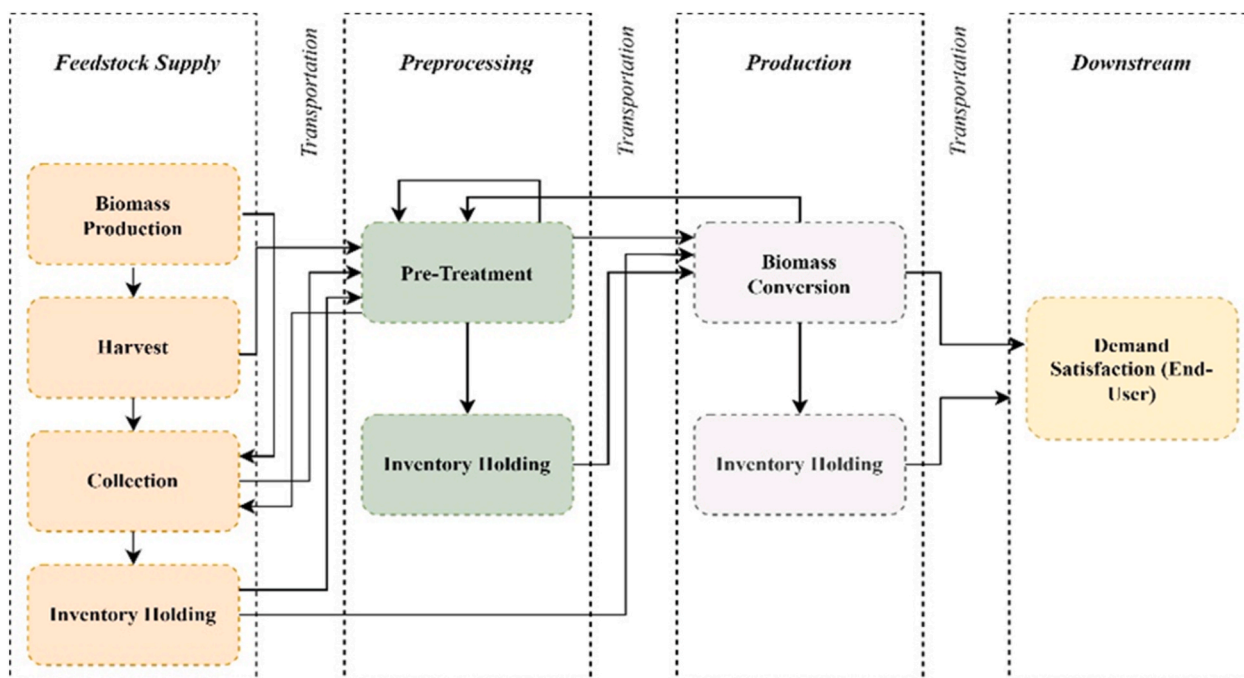 Feedstock Supply
Transportation
Preprocessing
Transportation
Production
Transportation
Downstream
Biomass
Production
Harvest
Collection
Inventory Holding
Pre-Treatment
Inventory Holding
Biomass
Conversion
Inventory Holding
Demand
Satisfaction (End-
User)